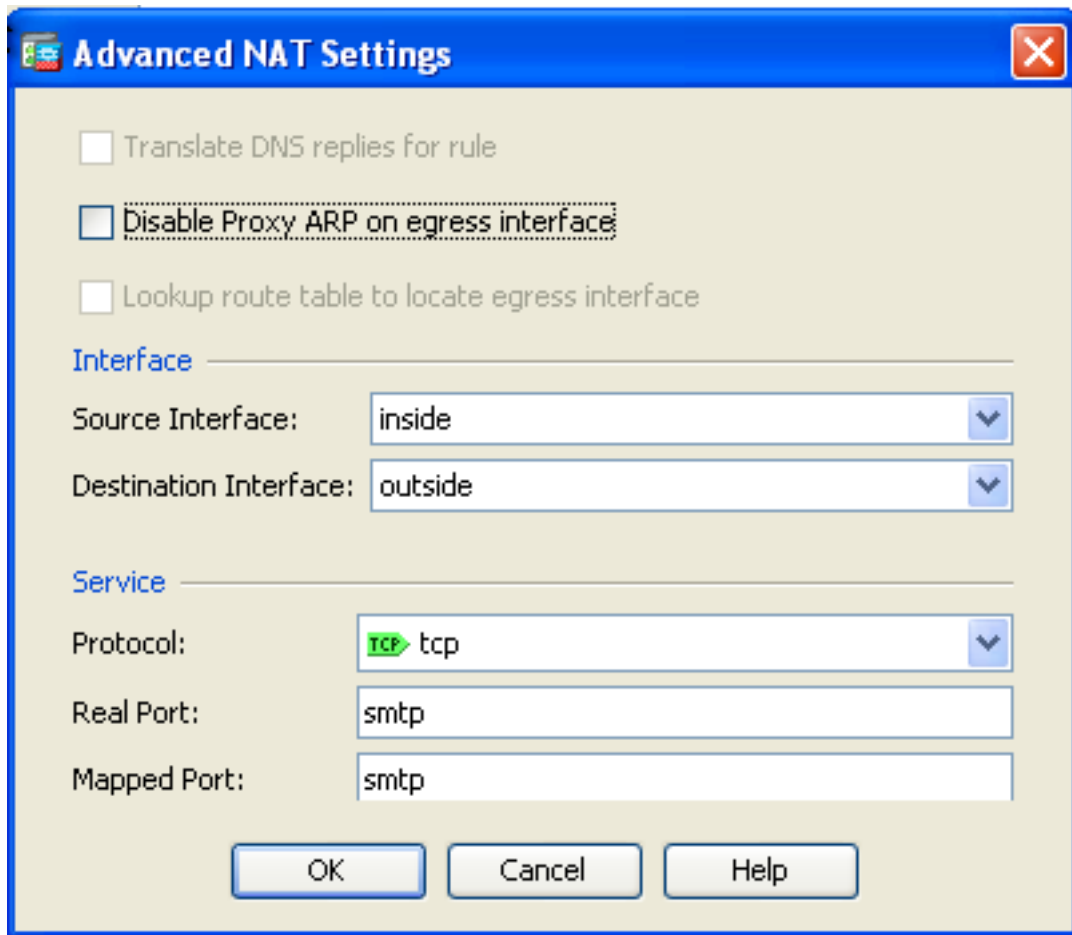 Advanced NAT Settings
Translate DNS replies for rule
Disable Proxy ARP on egress interface
Lookup route table to locate egress interface
Interface
Source Interface: inside
Destination Interface: outside
Service
Protocol: TCP tcp
Real Port: smtp
Mapped Port: smtp
OK Cancel Help